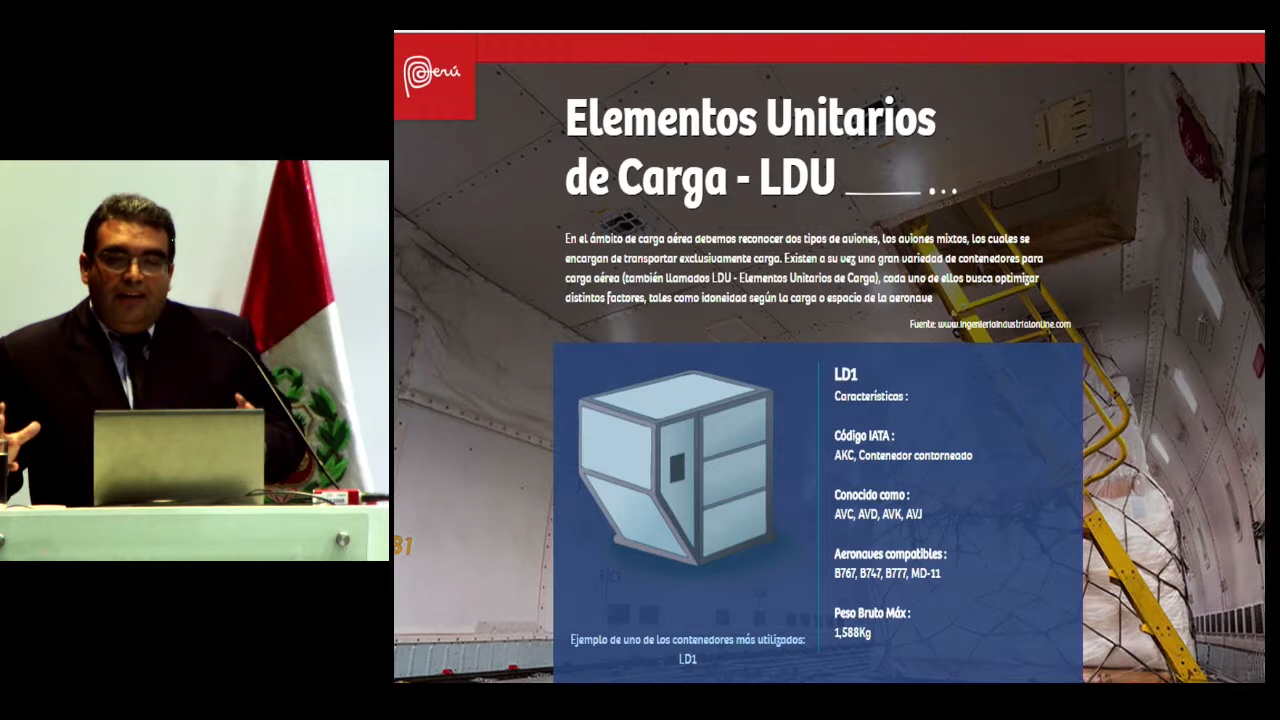 Perú
Elementos Unitarios
de Carga - LDU ...
En el ámbito de carga aérea debemos reconocer dos tipos de aviones, los aviones mixtos, los cuales se
encargan de transportar exclusivamente carga. Existen a su vez una gran variedad de contenedores para
carga aérea (también llamados LDU - Elementos Unitarios de Carga), cada uno de ellos busca optimizar
distintos factores, tales como idoneidad según la carga o espacio de la aeronave
Fuente: www.ingenieriaindustrialonline.com
LD1
Características :
Código IATA :
AKC, Contenedor contorneado
Conocido como :
AVC, AVD, AVK, AVJ
Aeronaves compatibles :
B767, B747, B777, MD-11
Peso Bruto Máx :
1,588Kg
Ejemplo de uno de los contenedores más utilizados:
LD1
81